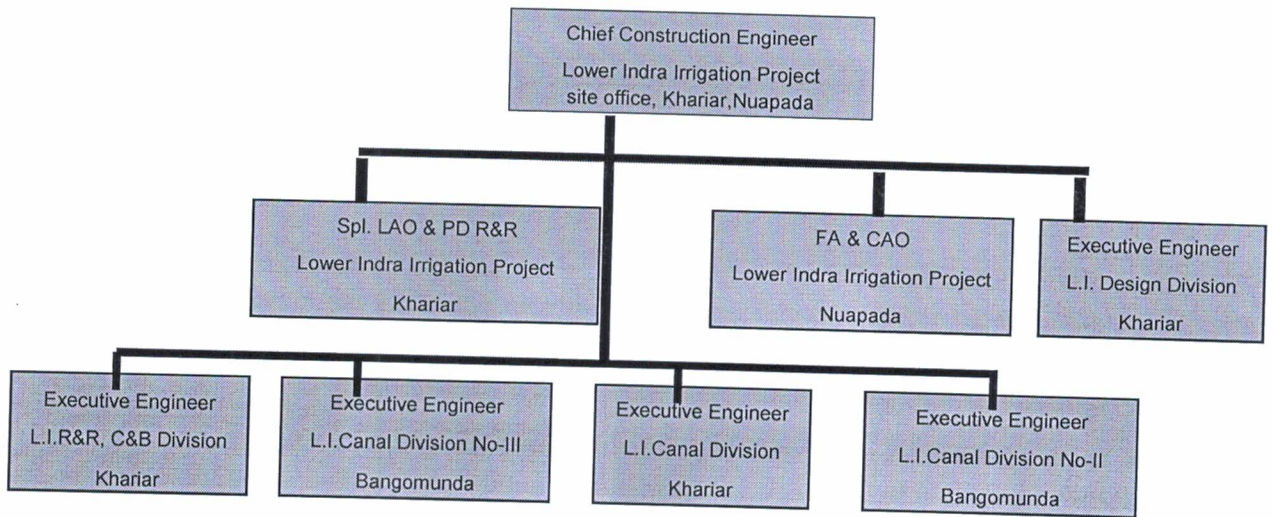 Chief Construction Engineer
Lower Indra Irrigation Project
site office, Khariar,Nuapada
Spl. LAO & PD R&R
Lower Indra Irrigation Project
Khariar
FA & CAO
Lower Indra Irrigation Project
Nuapada
Executive Engineer
L.I. Design Division
Khariar
Executive Engineer
L.I.R&R, C&B Division
Khariar
Executive Engineer
L.I.Canal Division No-III
Bangomunda
Executive Engineer
L.I.Canal Division
Khariar
Executive Engineer
L.I.Canal Division No-II
Bangomunda